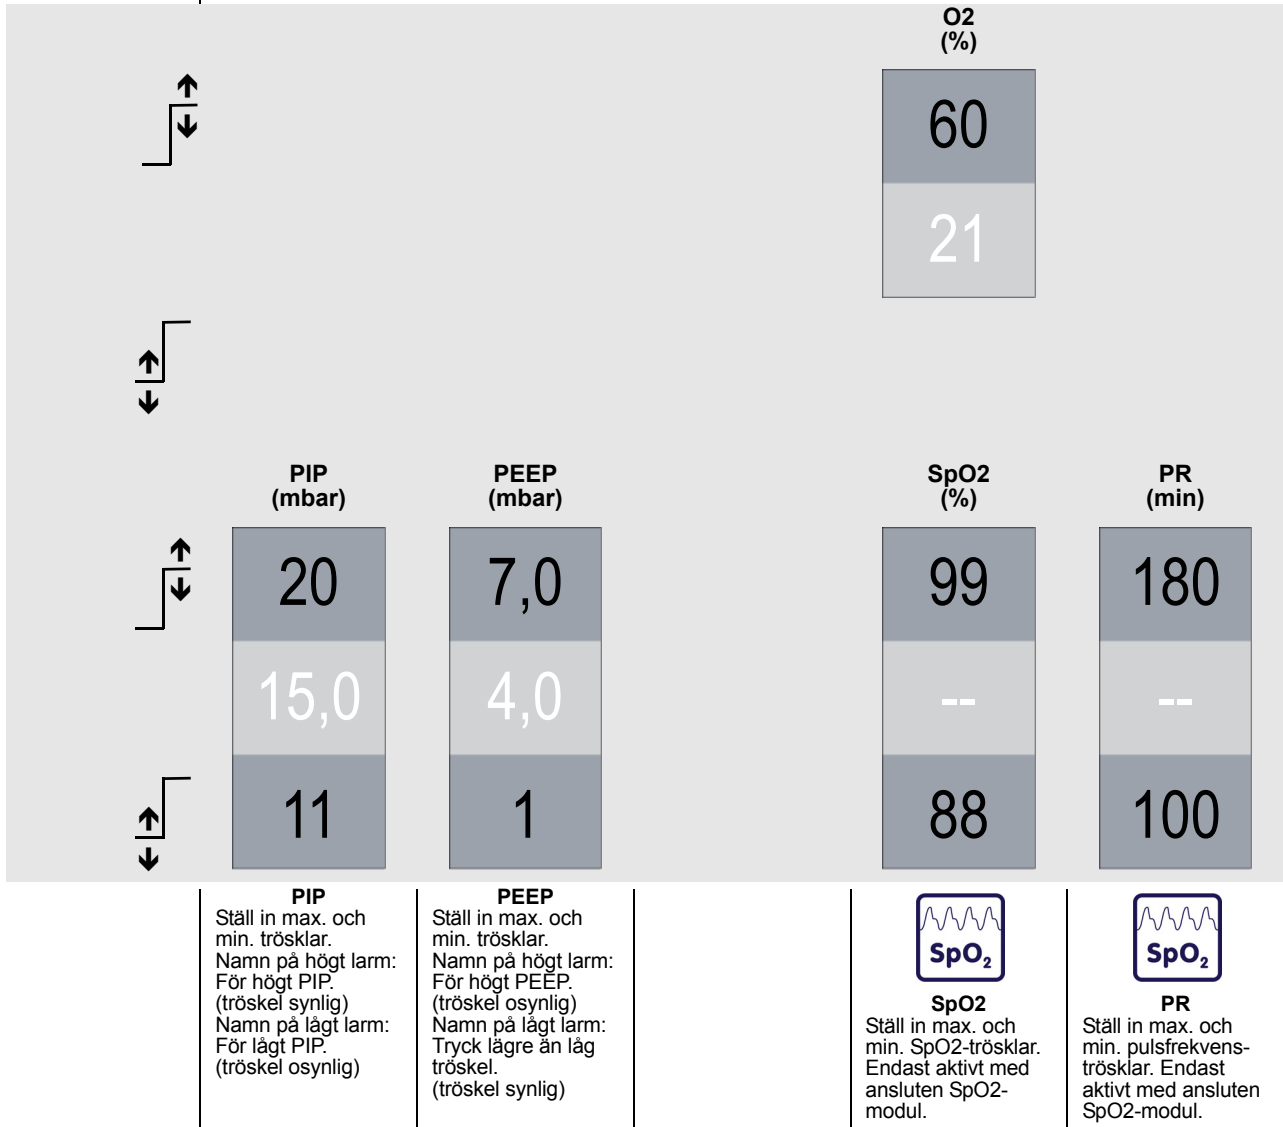 O2
(%)
60
21
PIP
(mbar)
PEEP
(mbar)
SpO2
(%)
PR
(min)
20
7,0
99
180
15,0
4,0
--
--
11
1
88
100
PIP
Ställ in max. och
min. trösklar.
Namn på högt larm:
För högt PIP.
(tröskel synlig)
Namn på lågt larm:
För lågt PIP.
(tröskel osynlig)
PEEP
Ställ in max. och
min. trösklar.
Namn på högt larm:
För högt PEEP.
(tröskel osynlig)
Namn på lågt larm:
Tryck lägre än låg
tröskel.
(tröskel synlig)
SpO₂
SpO2
Ställ in max. och
min. SpO2-trösklar.
Endast aktivt med
ansluten SpO2-
modul.
SpO₂
PR
Ställ in max. och
min. pulsfrekvens-
trösklar. Endast
aktivt med ansluten
SpO2-modul.